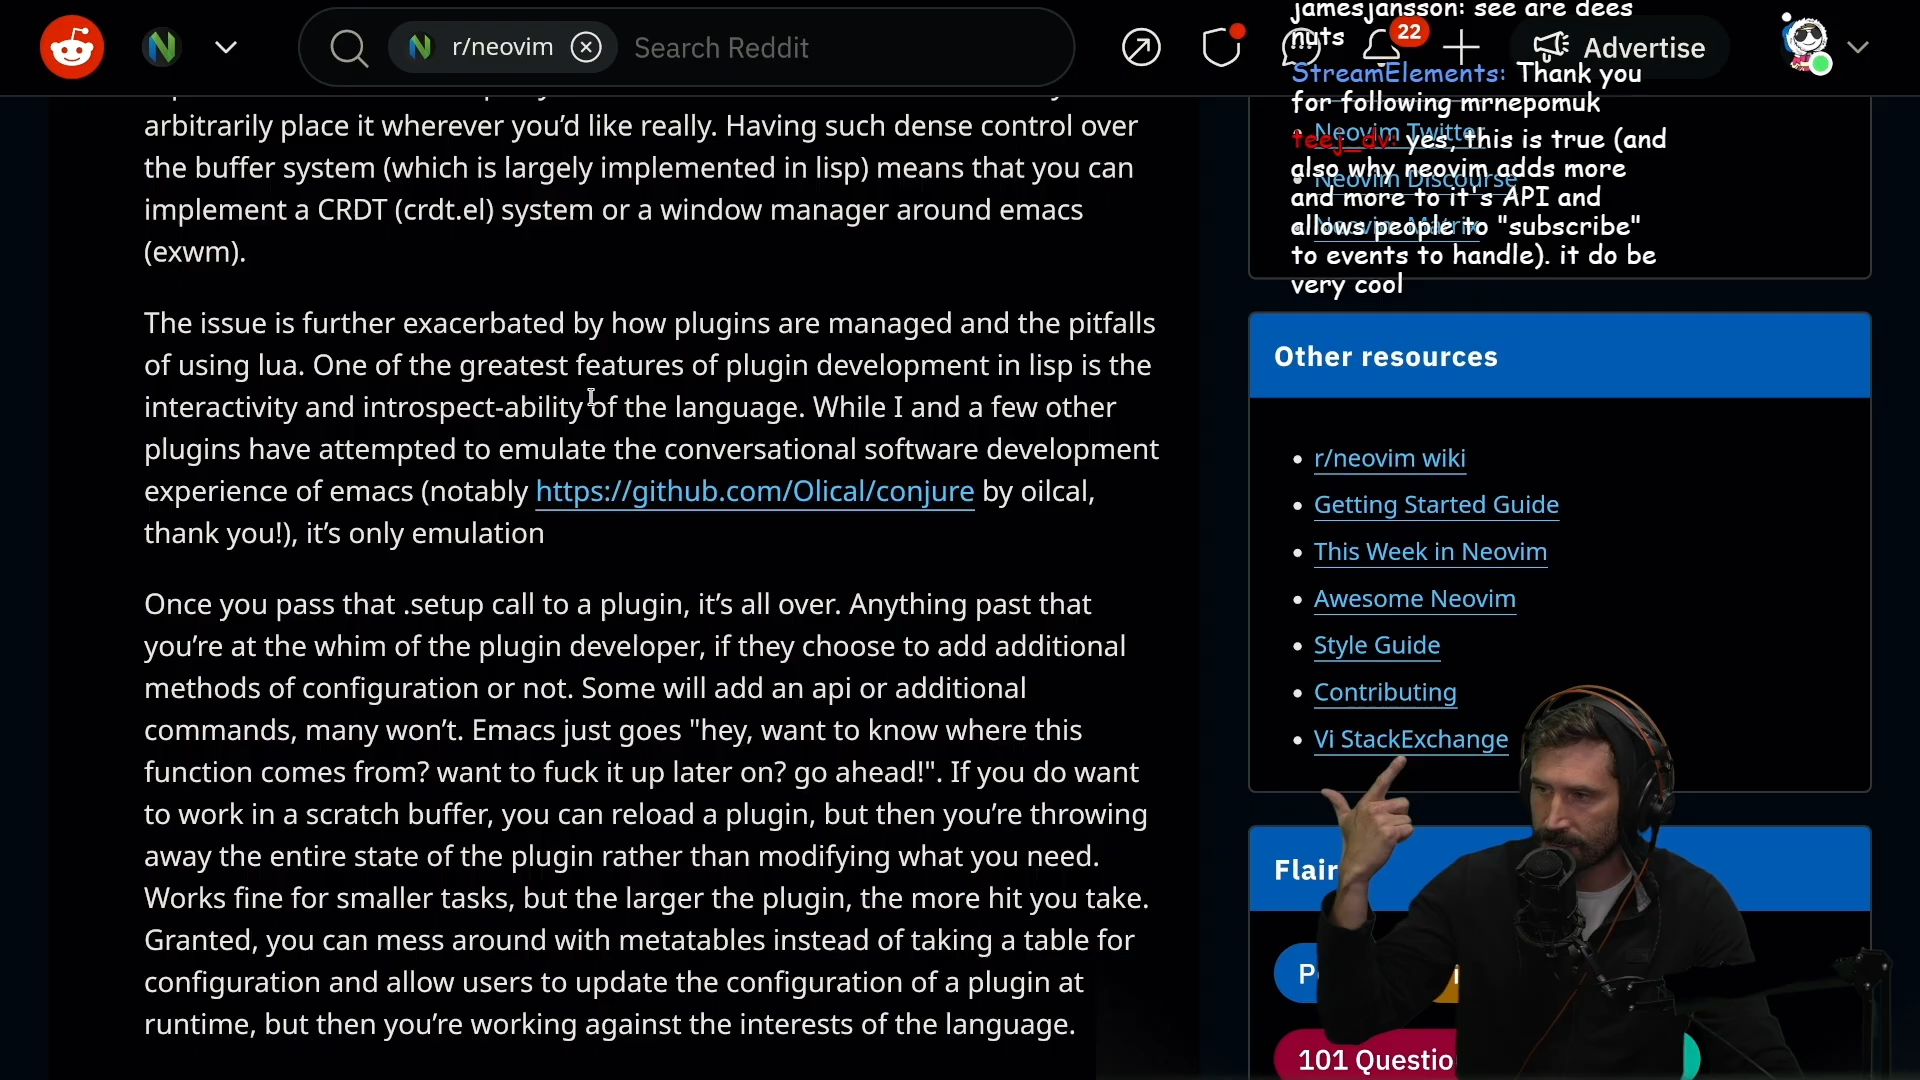 r/neovim
Search Reddit
22
Advertise
arbitrarily place it wherever you’d like really. Having such dense control over
the buffer system (which is largely implemented in lisp) means that you can
implement a CRDT (crdt.el) system or a window manager around emacs
(exwm).
The issue is further exacerbated by how plugins are managed and the pitfalls
of using lua. One of the greatest features of plugin development in lisp is the
interactivity and introspect-ability of the language. While I and a few other
plugins have attempted to emulate the conversational software development
experience of emacs (notably https://github.com/Olical/conjure by oilcal,
thank you!), it’s only emulation
Once you pass that .setup call to a plugin, it’s all over. Anything past that
you’re at the whim of the plugin developer, if they choose to add additional
methods of configuration or not. Some will add an api or additional
commands, many won’t. Emacs just goes "hey, want to know where this
function comes from? want to fuck it up later on? go ahead!". If you do want
to work in a scratch buffer, you can reload a plugin, but then you’re throwing
away the entire state of the plugin rather than modifying what you need.
Works fine for smaller tasks, but the larger the plugin, the more hit you take.
Granted, you can mess around with metatables instead of taking a table for
configuration and allow users to update the configuration of a plugin at
runtime, but then you’re working against the interests of the language.
jamesjansson: see are dees
nuts
StreamElements: Thank you
for following mrnepomuk
teej_dv: yes, this is true (and
also why neovim adds more
and more to it's API and
allows people to "subscribe"
to events to handle). it do be
very cool
Neovim Twitter
Neovim Discourse
Neovim Matrix
Other resources
r/neovim wiki
Getting Started Guide
This Week in Neovim
Awesome Neovim
Style Guide
Contributing
Vi StackExchange
Flair
101 Questio